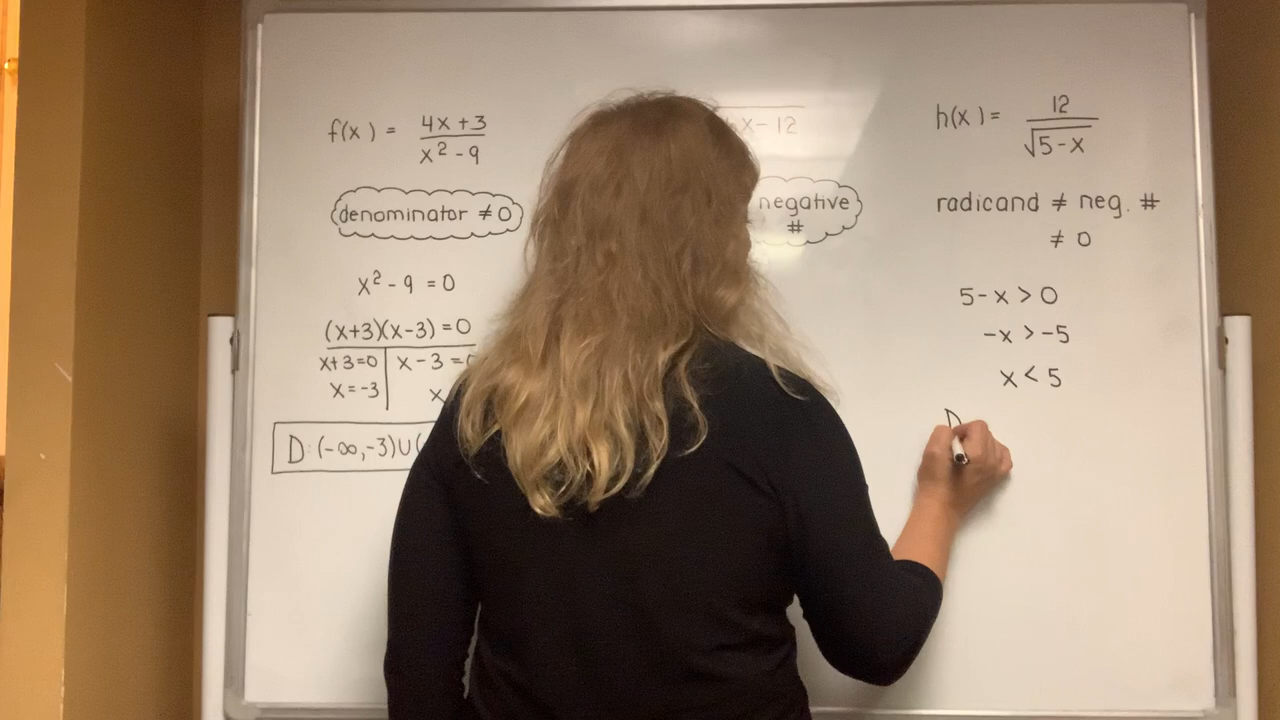 f(x) = 4x+3
x² - 9
denominator ≠ 0
x² - 9 = 0
(x+3)(x-3) = 0
x+3=0 | x-3=
x=-3 | x
D: (-∞,-3)∪(
x-12
negative
#
h(x) = 12
√5-x
radicand ≠ neg. #
≠ 0
5-x > 0
-x > -5
x < 5